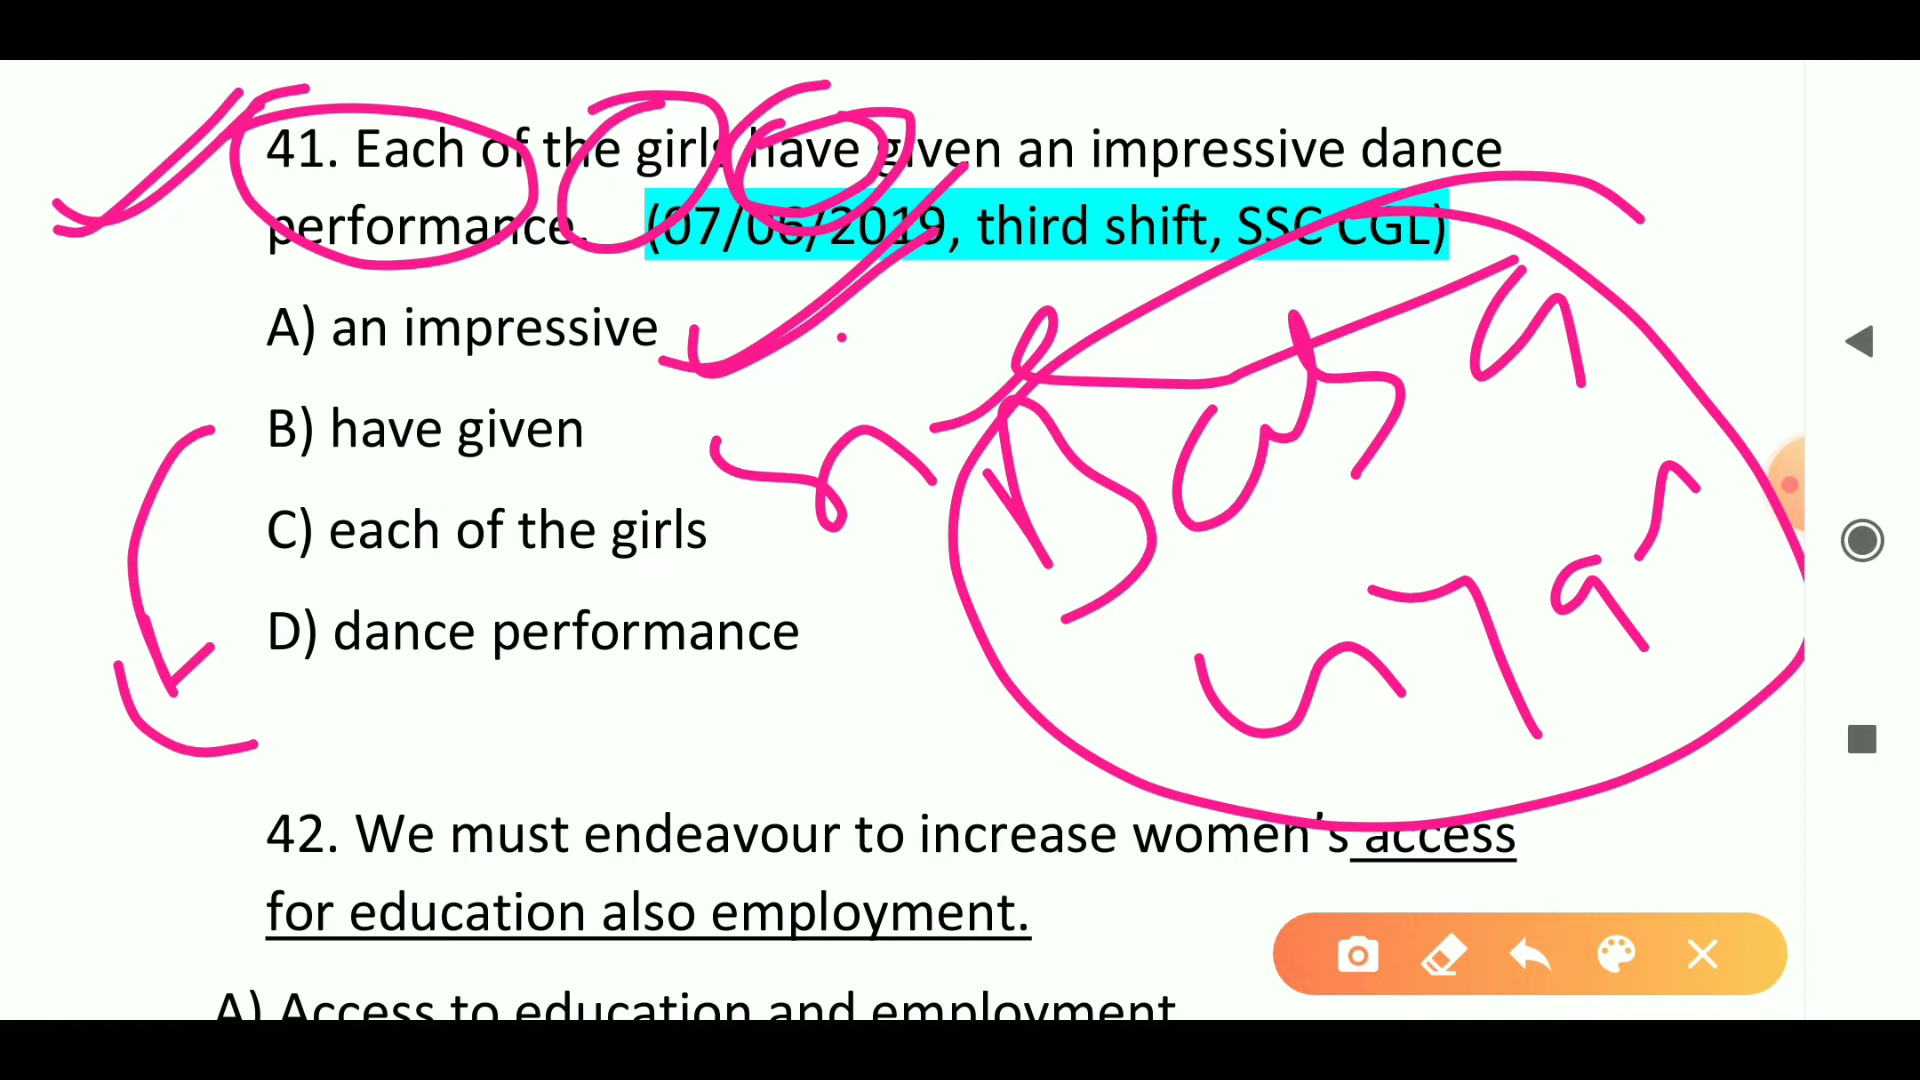 41. Each of the girls have given an impressive dance
performance. (07/06/2019, third shift, SSC CGL)
A) an impressive
B) have given
C) each of the girls
D) dance performance
42. We must endeavour to increase women’s access
for education also employment.
A) Access to education and employment